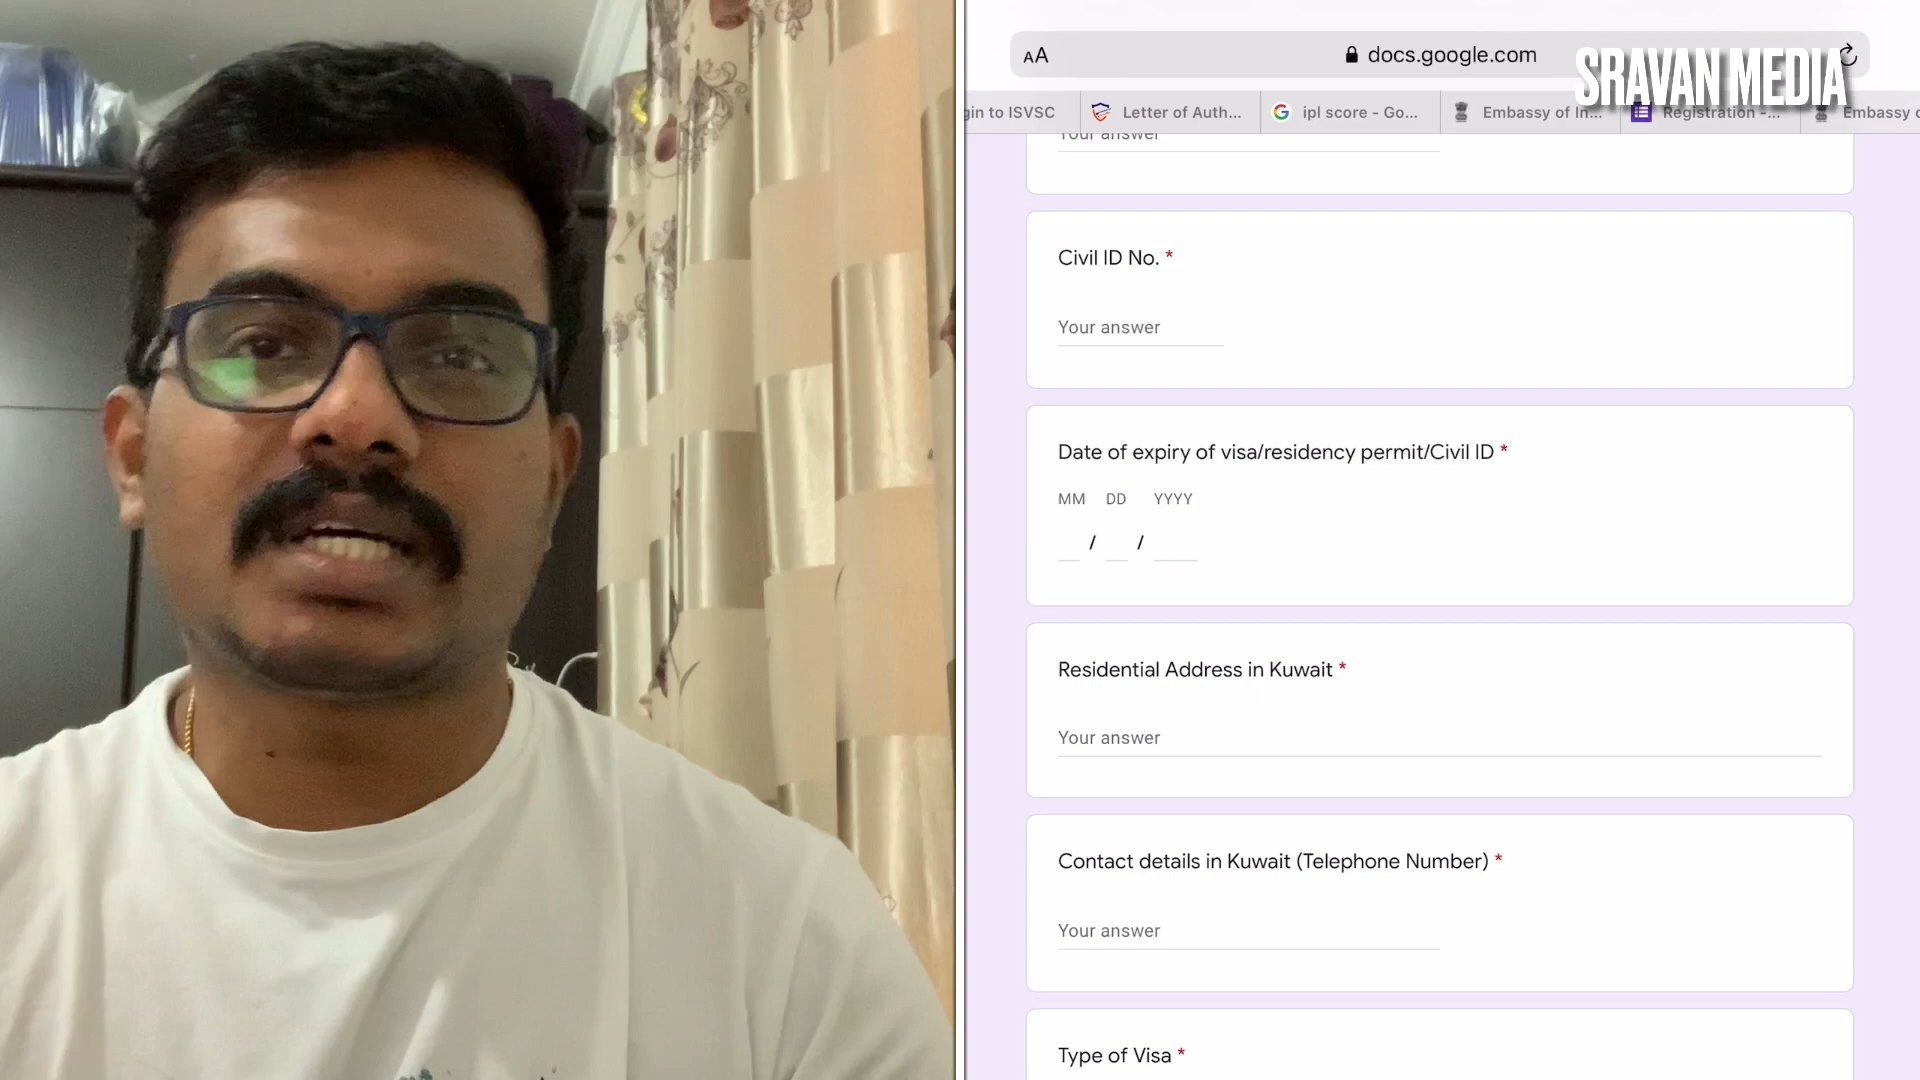 AA
docs.google.com
SRAVAN MEDIA
gin to ISVSC
Letter of Auth...
ipl score - Go...
Embassy of In...
Registration -...
Embassy o
Your answer
Civil ID No. *
Your answer
Date of expiry of visa/residency permit/Civil ID *
MM DD YYYY
/ /
Residential Address in Kuwait *
Your answer
Contact details in Kuwait (Telephone Number) *
Your answer
Type of Visa *